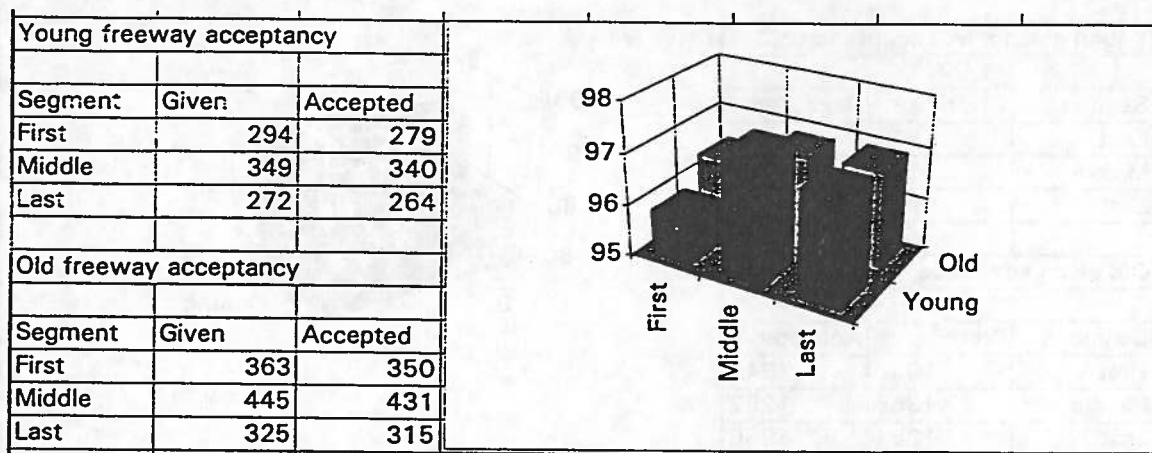 Young freeway acceptancy
Segment Given Accepted
First 294 279
Middle 349 340
Last 272 264
Old freeway acceptancy
Segment Given Accepted
First 363 350
Middle 445 431
Last 325 315
98
97
96
95
First
Middle
Last
Old
Young